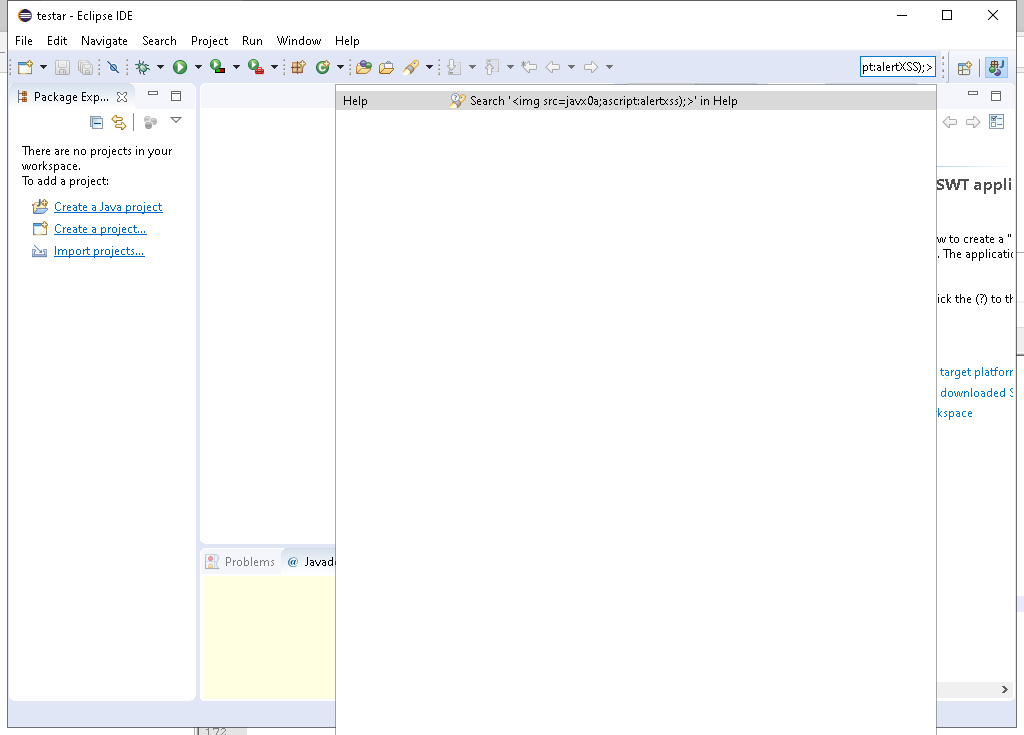 testar - Eclipse IDE
File Edit Navigate Search Project Run Window Help
pt:alertXSS);>
Package Exp...
Help Search '<img src=javx0a;ascript:alertxss);>' in Help
There are no projects in your
workspace.
To add a project:
Create a Java project
Create a project...
Import projects...
SWT appli
w to create a "
. The applicatio
ick the (?) to th
target platfor
downloaded S
kspace
Problems @ Javad
172